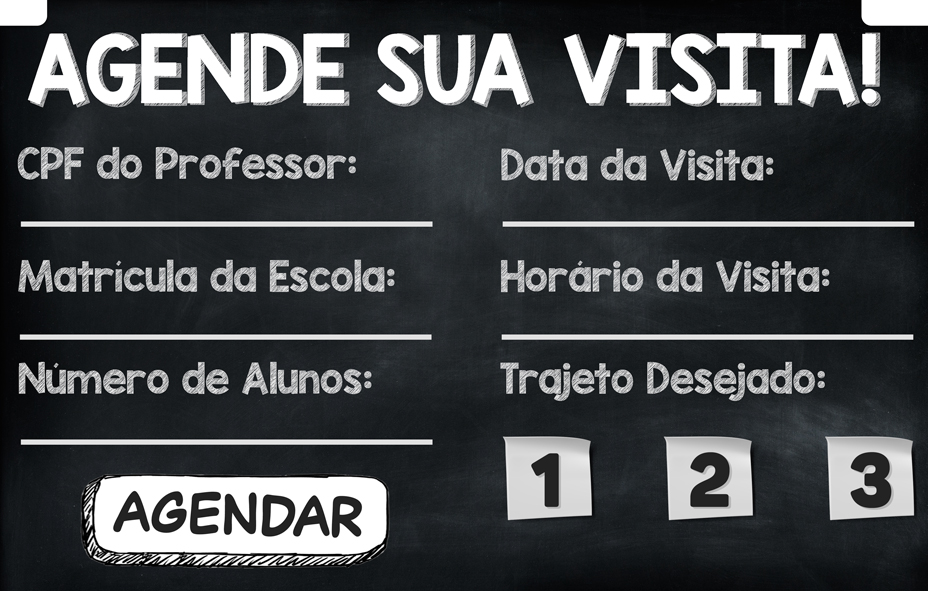 AGENDE SUA VISITA!
CPF do Professor:
Data da Visita:
Matrícula da Escola:
Horário da Visita:
Número de Alunos:
Trajeto Desejado:
1 2 3
AGENDAR